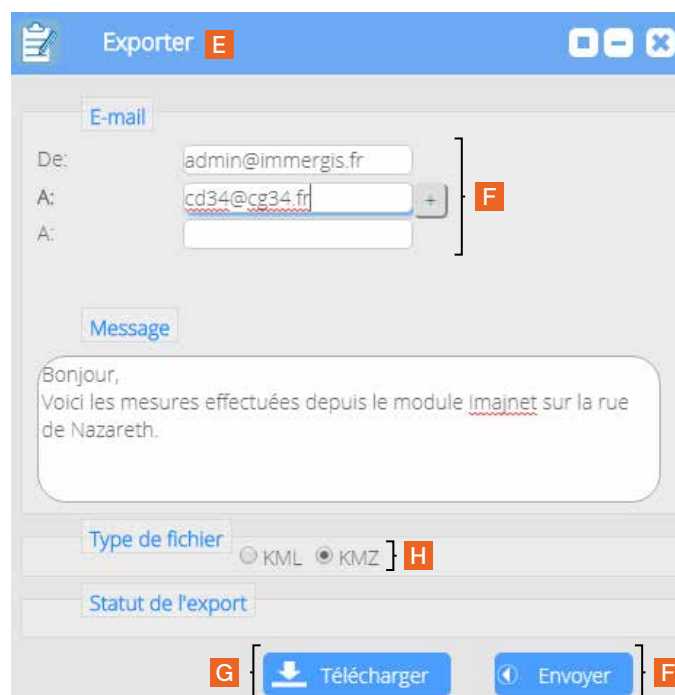 Exporter E
E-mail
De: admin@immergis.fr
A: cd34@cg34.fr +
F
A:
Message
Bonjour,
Voici les mesures effectuées depuis le module Imajnet sur la rue
de Nazareth.
Type de fichier KML KMZ H
Statut de l'export
G Télécharger Envoyer F